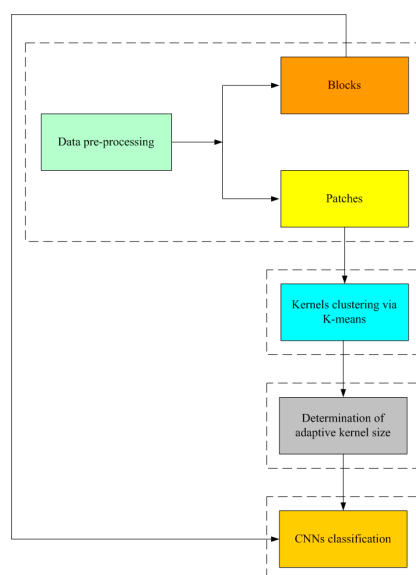 Blocks
Data pre-processing
Patches
Kernels clustering via
K-means
Determination of
adaptive kernel size
CNNs classification